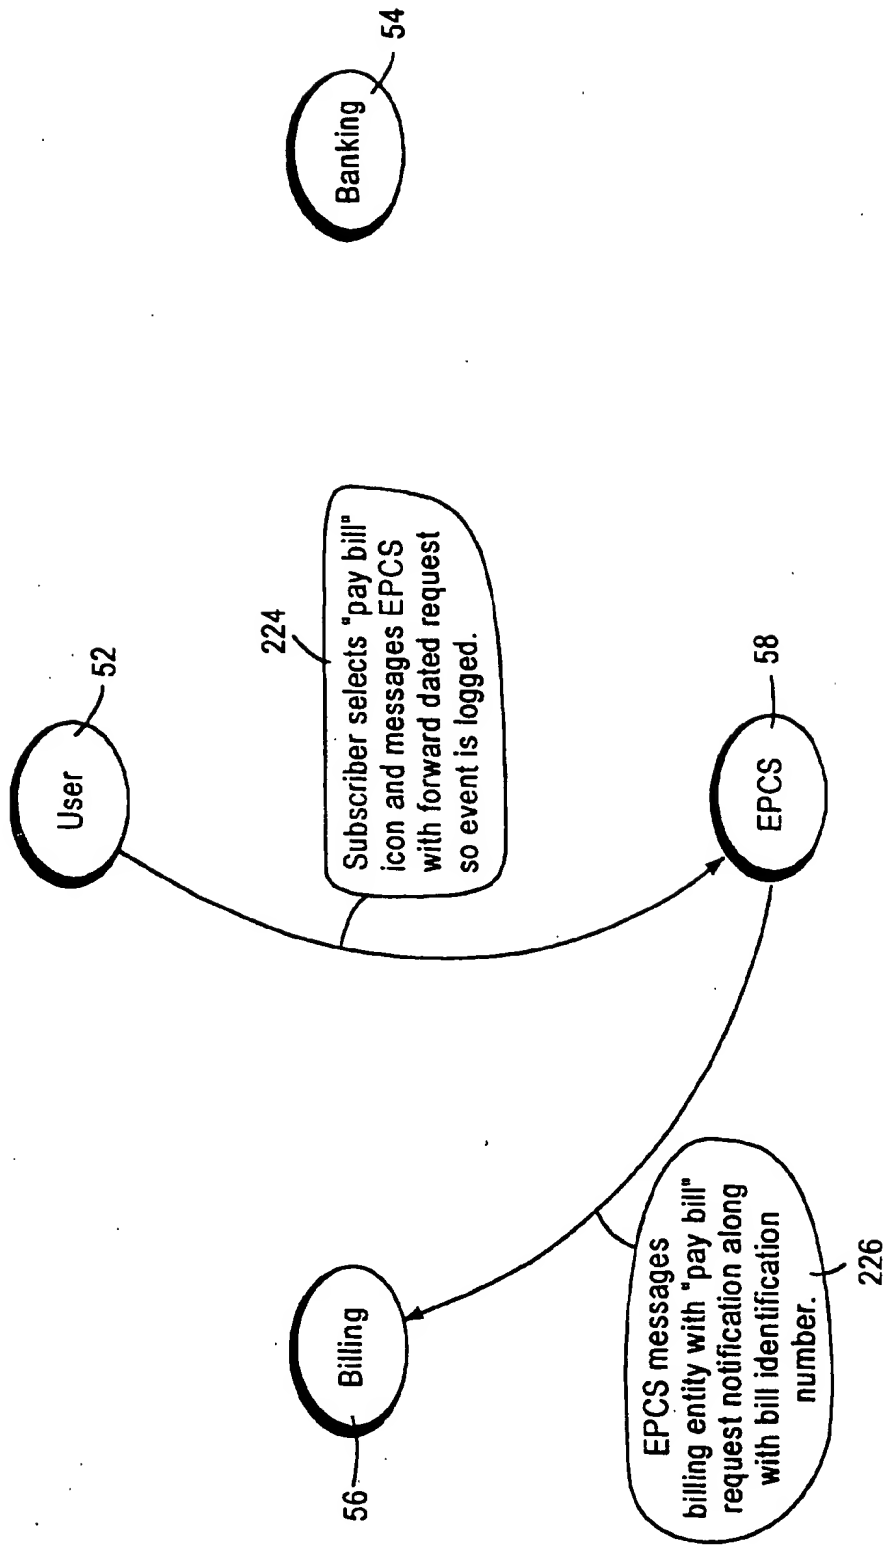 User
52
224
Subscriber selects "pay bill"
icon and messages EPCS
with forward dated request
so event is logged.
Billing
56
Banking
54
EPCS messages
billing entity with "pay bill"
request notification along
with bill identification
number.
226
EPCS
58